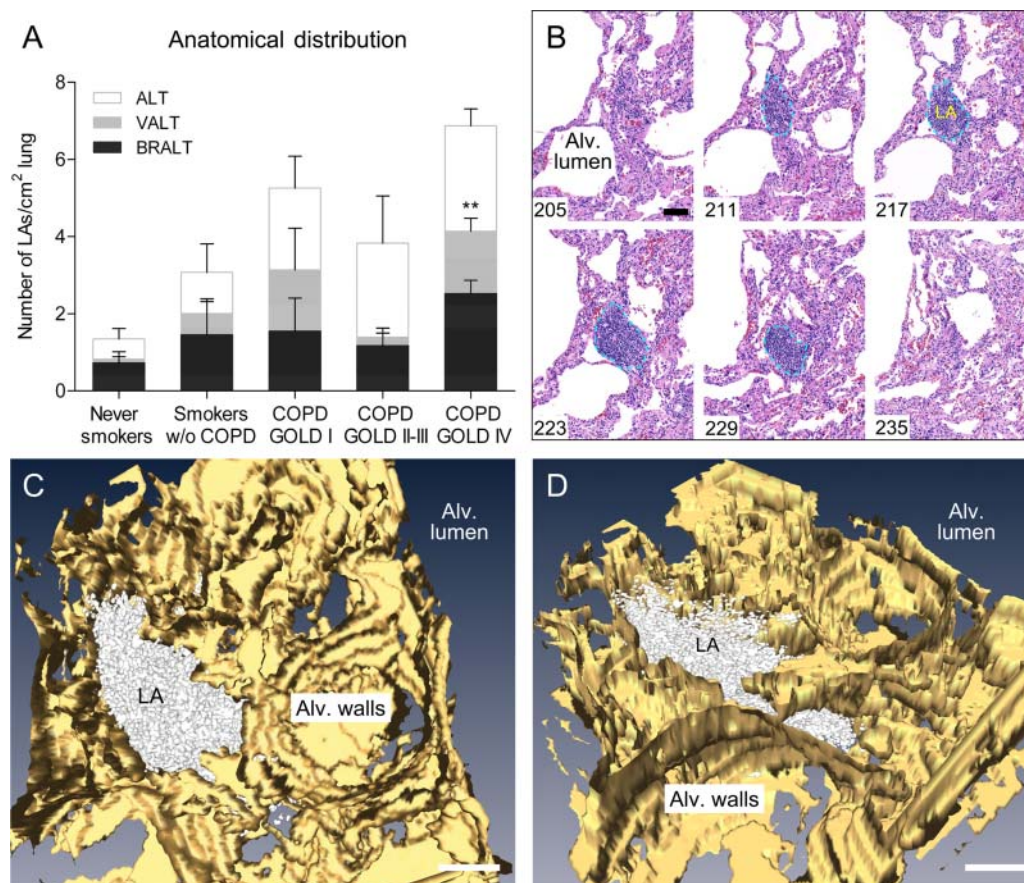 A
Anatomical distribution
Number of LAs/cm² lung
8
6
4
2
0
ALT
VALT
BRALT
**
Never
smokers
Smokers
w/o COPD
COPD
GOLD I
COPD
GOLD II-III
COPD
GOLD IV
B
Alv.
lumen
205
211
LA
217
223
229
235
C
Alv.
lumen
LA
Alv. walls
D
Alv.
lumen
LA
Alv. walls